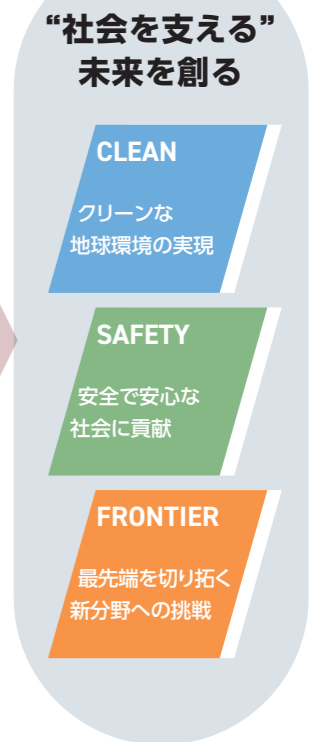 “社会を支える”
未来を創る
CLEAN
クリーンな
地球環境の実現
SAFETY
安全で安心な
社会に貢献
FRONTIER
最先端を切り拓く
新分野への挑戦